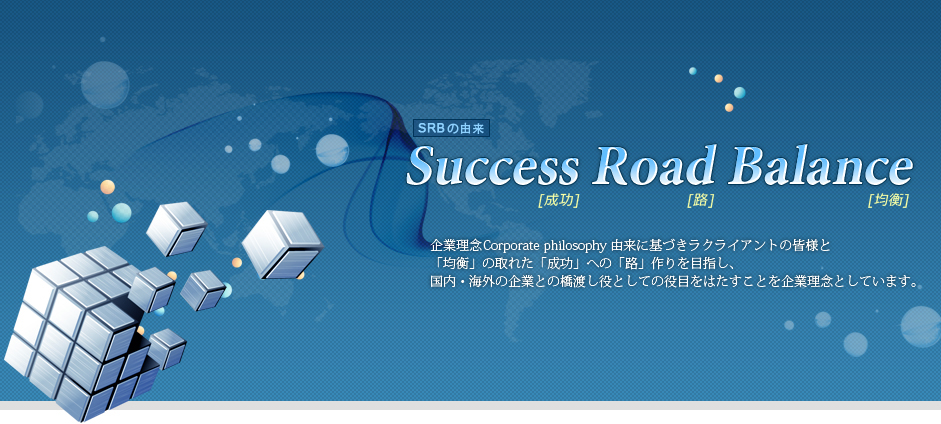 SRBの由来
Success Road Balance
[成功] [路] [均衡]
企業理念Corporate philosophy 由来に基づきラクライアントの皆様と
「均衡」の取れた「成功」への「路」作りを目指し、
国内・海外の企業との橋渡し役としての役目をはたすことを企業理念としています。